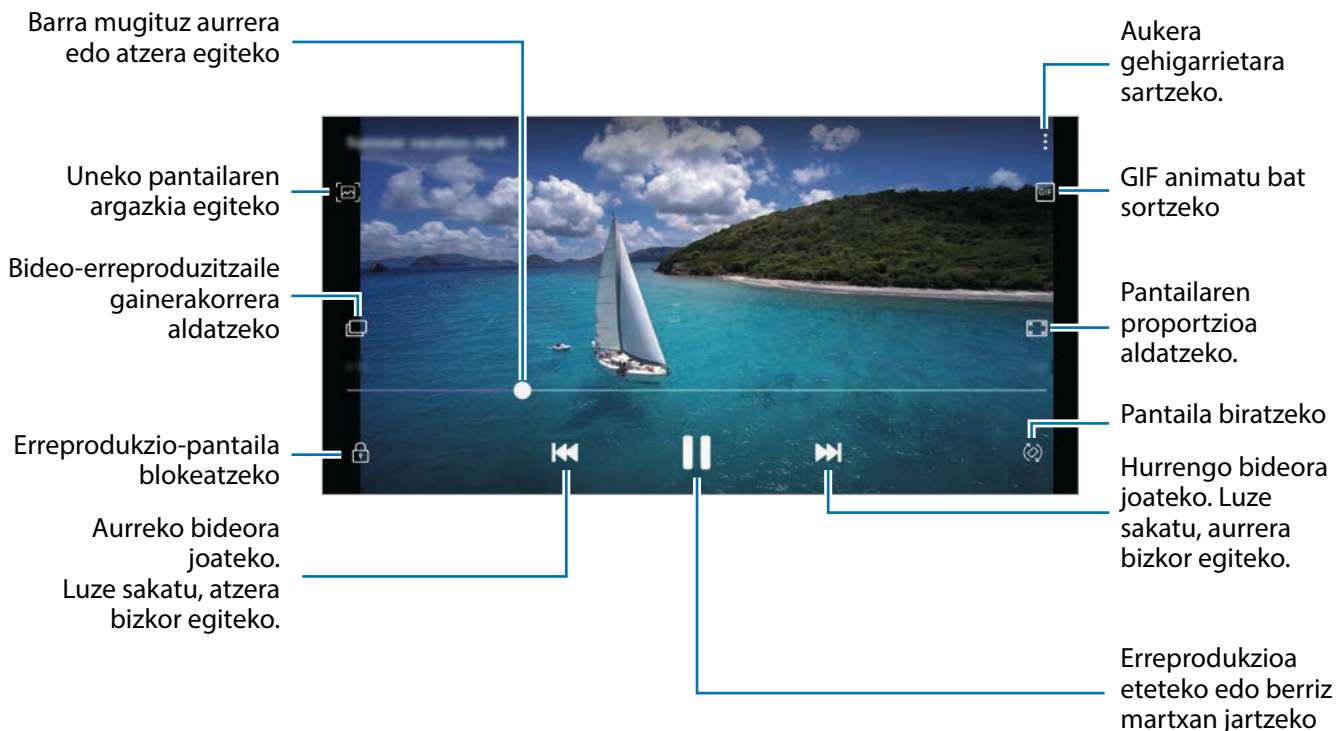 Barra mugituz aurrera
edo atzera egiteko
Uneko pantailaren
argazkia egiteko
Bideo-erreproduzitzaile
gainerakorrera
aldatzeko
Erreprodukzio-pantaila
blokeatzeko
Aurreko bideora
joateko.
Luze sakatu, atzera
bizkor egiteko.
Aukera
gehigarrietara
sartzeko.
GIF
GIF animatu bat
sortzeko
Pantailaren
proportzioa
aldatzeko.
Pantaila biratzeko
Hurrengo bideora
joateko. Luze
sakatu, aurrera
bizkor egiteko.
Erreprodukzioa
eteteko edo berriz
martxan jartzeko